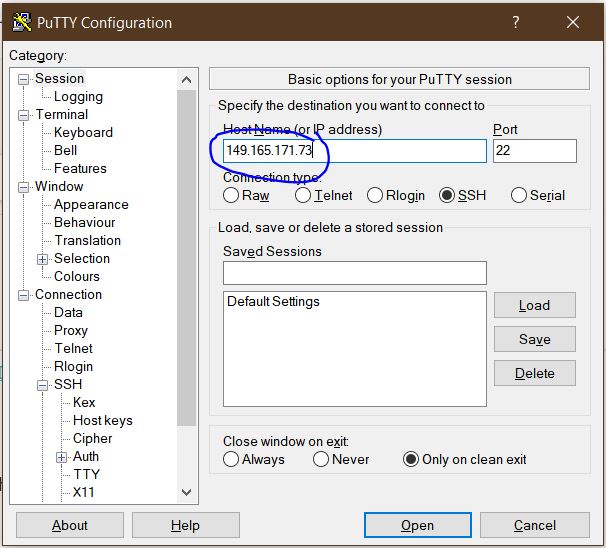 PuTTY Configuration
Category:
Session
Logging
Terminal
Keyboard
Bell
Features
Window
Appearance
Behaviour
Translation
Selection
Colours
Connection
Data
Proxy
Telnet
Rlogin
SSH
Kex
Host keys
Cipher
Auth
TTY
X11
Basic options for your PuTTY session
Specify the destination you want to connect to
Host Name (or IP address) Port
149.165.171.73 22
Connection type:
Raw Telnet Rlogin SSH Serial
Load, save or delete a stored session
Saved Sessions
Default Settings
Load
Save
Delete
Close window on exit:
Always Never Only on clean exit
About Help Open Cancel